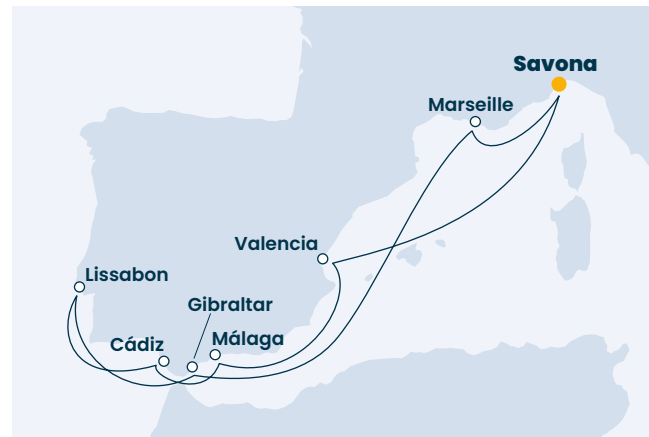 Savona
Marseille
Valencia
Lissabon
Gibraltar
Cádiz
Málaga